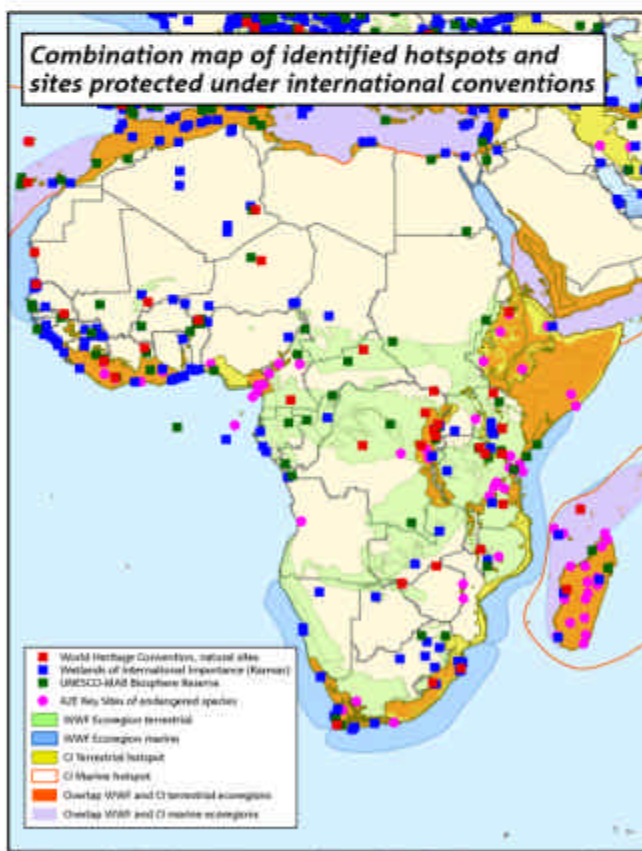 Combination map of identified hotspots and
sites protected under international conventions
World Heritage Convention, natural sites
Wetlands of International Importance (Ramsar)
UNESCO-MAB Biosphere Reserve
AZE Key Sites of endangered species
WWF Ecoregion terrestrial
WWF Ecoregion marine
CI Terrestrial hotspot
CI Marine hotspot
Overlap WWF and CI terrestrial ecoregions
Overlap WWF and CI marine ecoregions